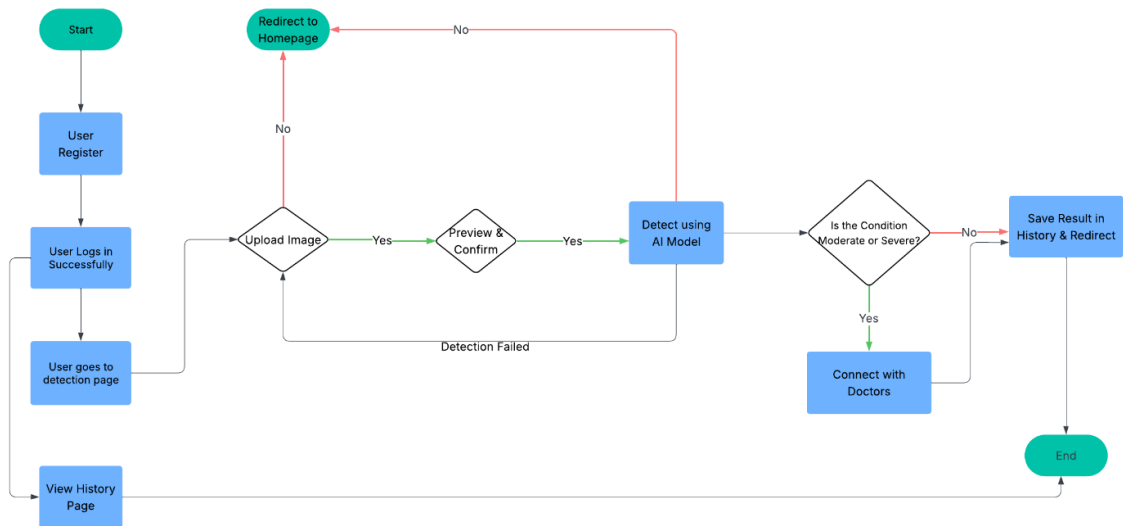 Start
Redirect to
Homepage
No
User
Register
No
User Logs in
Successfully
Upload Image
Yes
Preview &
Confirm
Yes
Detect using
AI Model
Is the Condition
Moderate or Severe?
No
Save Result in
History & Redirect
Yes
Detection Failed
User goes to
detection page
Connect with
Doctors
End
View History
Page